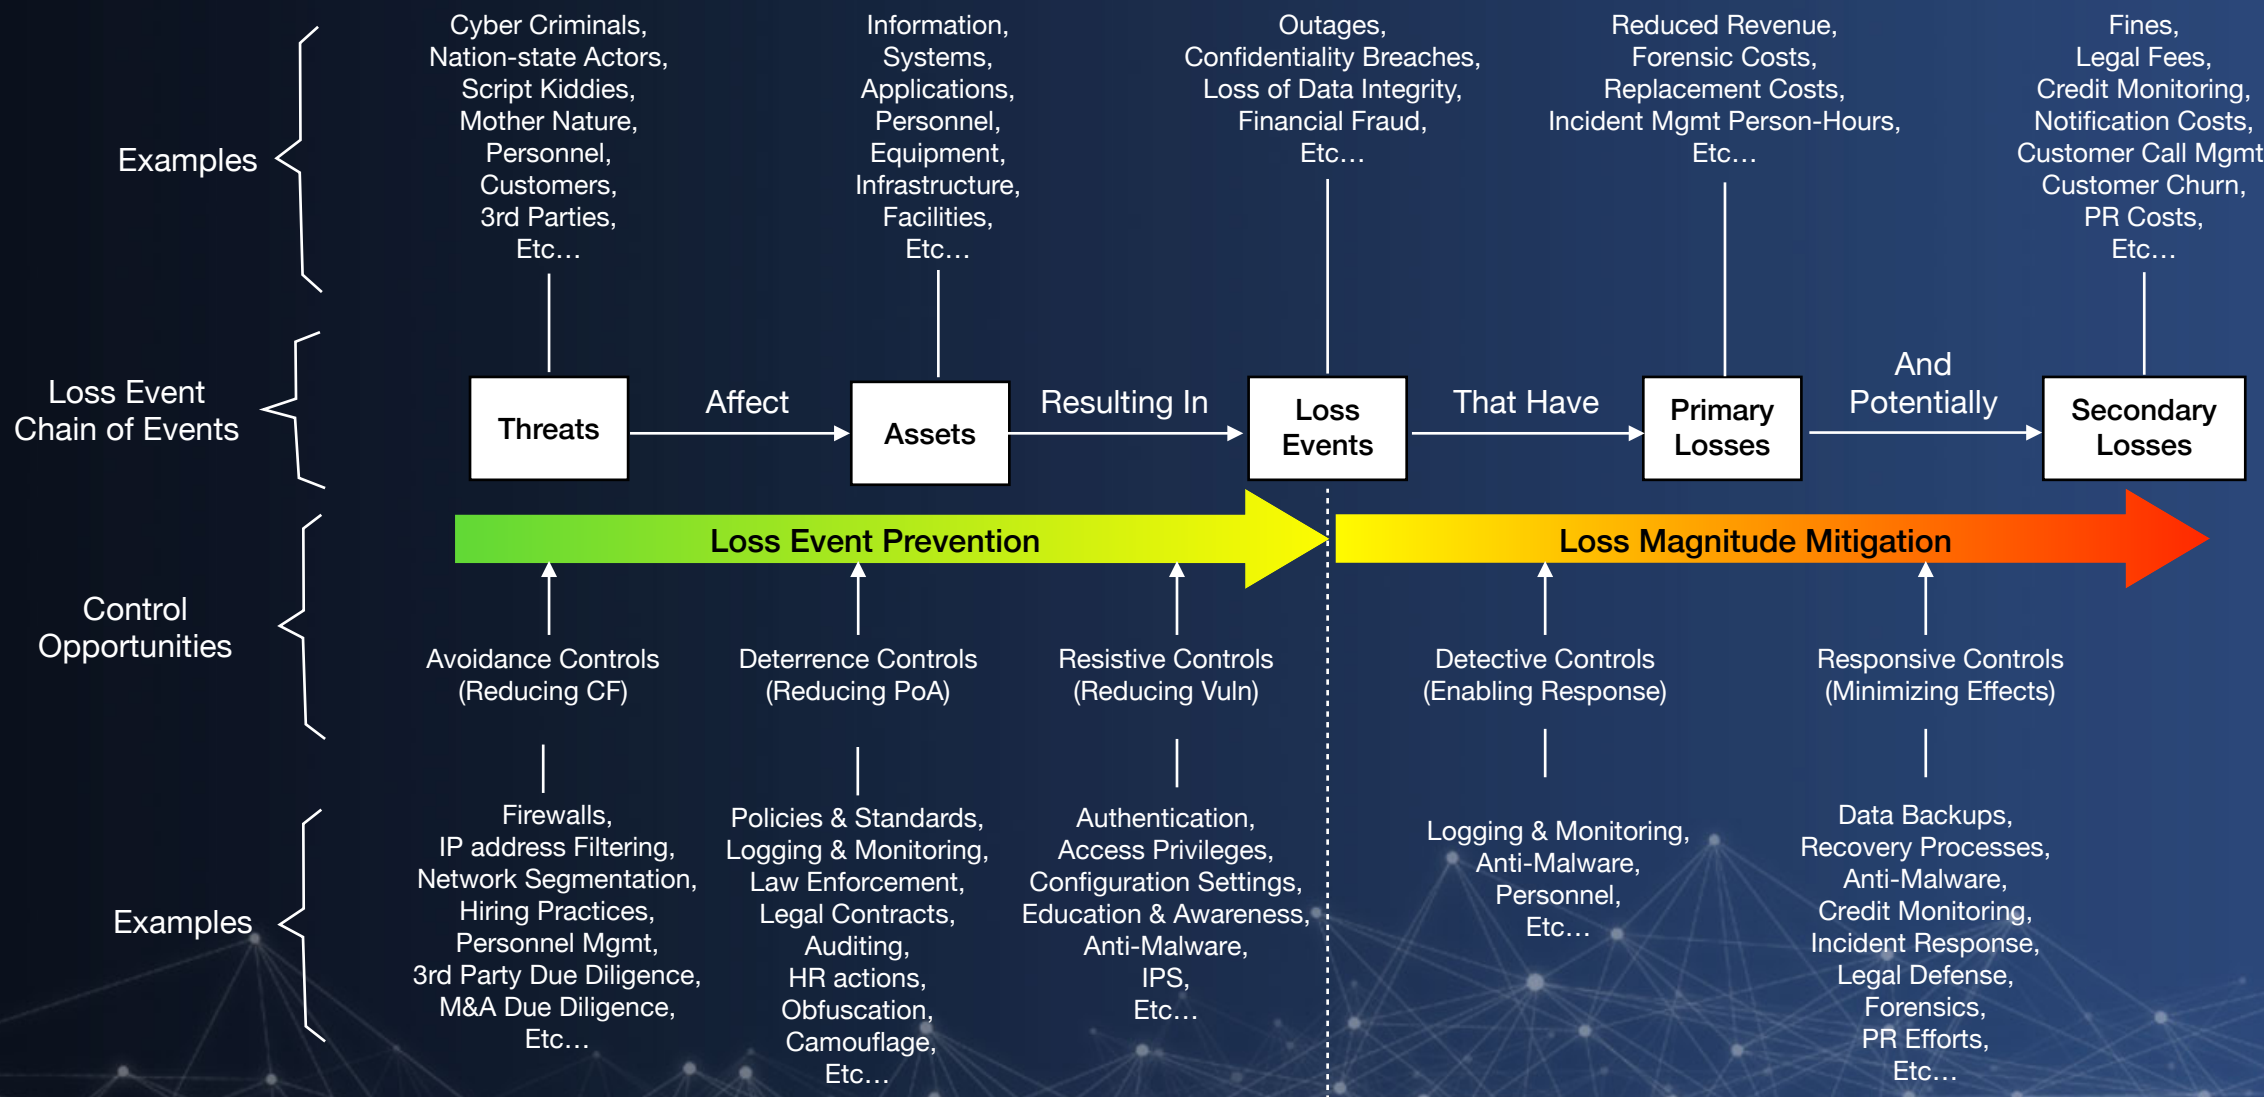 Examples
Cyber Criminals,
Nation-state Actors,
Script Kiddies,
Mother Nature,
Personnel,
Customers,
3rd Parties,
Etc…
Information,
Systems,
Applications,
Personnel,
Equipment,
Infrastructure,
Facilities,
Etc…
Outages,
Confidentiality Breaches,
Loss of Data Integrity,
Financial Fraud,
Etc…
Reduced Revenue,
Forensic Costs,
Replacement Costs,
Incident Mgmt Person-Hours,
Etc…
Fines,
Legal Fees,
Credit Monitoring,
Notification Costs,
Customer Call Mgmt
Customer Churn,
PR Costs,
Etc…
Loss Event
Chain of Events
Threats
Affect
Assets
Resulting In
Loss
Events
That Have
Primary
Losses
And
Potentially
Secondary
Losses
Loss Event Prevention
Loss Magnitude Mitigation
Control
Opportunities
Avoidance Controls
(Reducing CF)
Deterrence Controls
(Reducing PoA)
Resistive Controls
(Reducing Vuln)
Detective Controls
(Enabling Response)
Responsive Controls
(Minimizing Effects)
Examples
Firewalls,
IP address Filtering,
Network Segmentation,
Hiring Practices,
Personnel Mgmt,
3rd Party Due Diligence,
M&A Due Diligence,
Etc…
Policies & Standards,
Logging & Monitoring,
Law Enforcement,
Legal Contracts,
Auditing,
HR actions,
Obfuscation,
Camouflage,
Etc…
Authentication,
Access Privileges,
Configuration Settings,
Education & Awareness,
Anti-Malware,
IPS,
Etc…
Logging & Monitoring,
Anti-Malware,
Personnel,
Etc…
Data Backups,
Recovery Processes,
Anti-Malware,
Credit Monitoring,
Incident Response,
Legal Defense,
Forensics,
PR Efforts,
Etc…